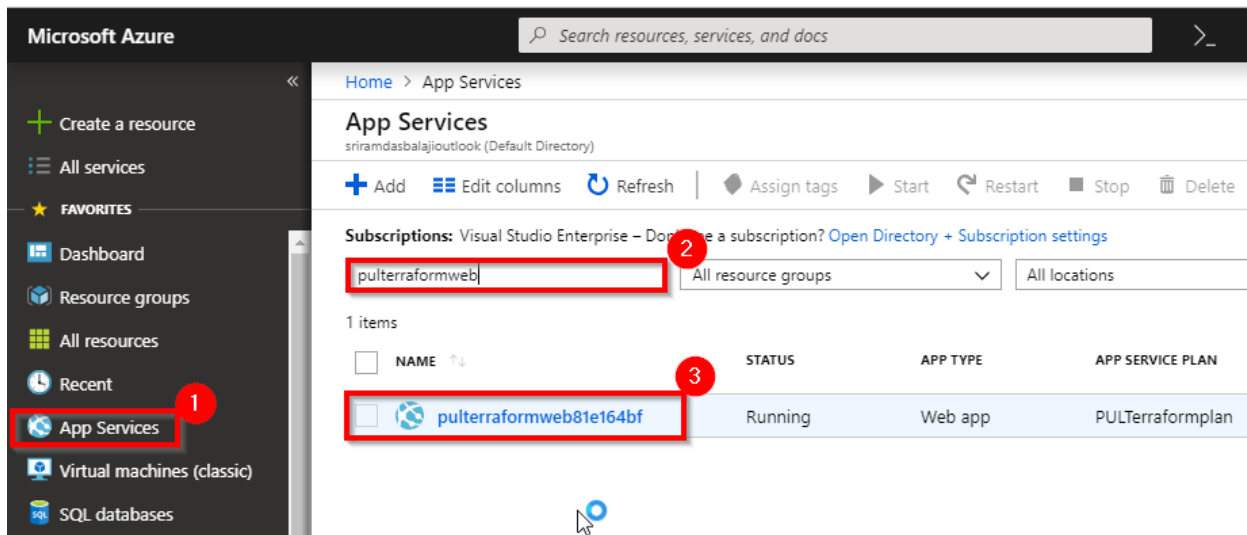 Microsoft Azure
Search resources, services, and docs
Create a resource
All services
FAVORITES
Dashboard
Resource groups
All resources
Recent
1
App Services
Virtual machines (classic)
SQL databases
SQL
Home > App Services
App Services
sriramdasbalajioutlook (Default Directory)
Add Edit columns Refresh Assign tags Start Restart Stop Delete
Subscriptions: Visual Studio Enterprise – a subscription? Open Directory + Subscription settings
2
pulterraformweb All resource groups All locations
1 items
NAME STATUS APP TYPE APP SERVICE PLAN
3
pulterraformweb81e164bf Running Web app PULTerraformplan